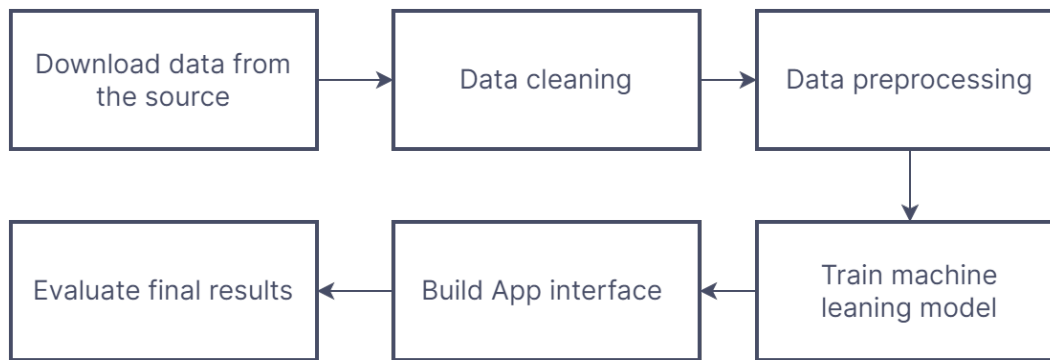 Download data from
the source
Data cleaning
Data preprocessing
Train machine
leaning model
Build App interface
Evaluate final results